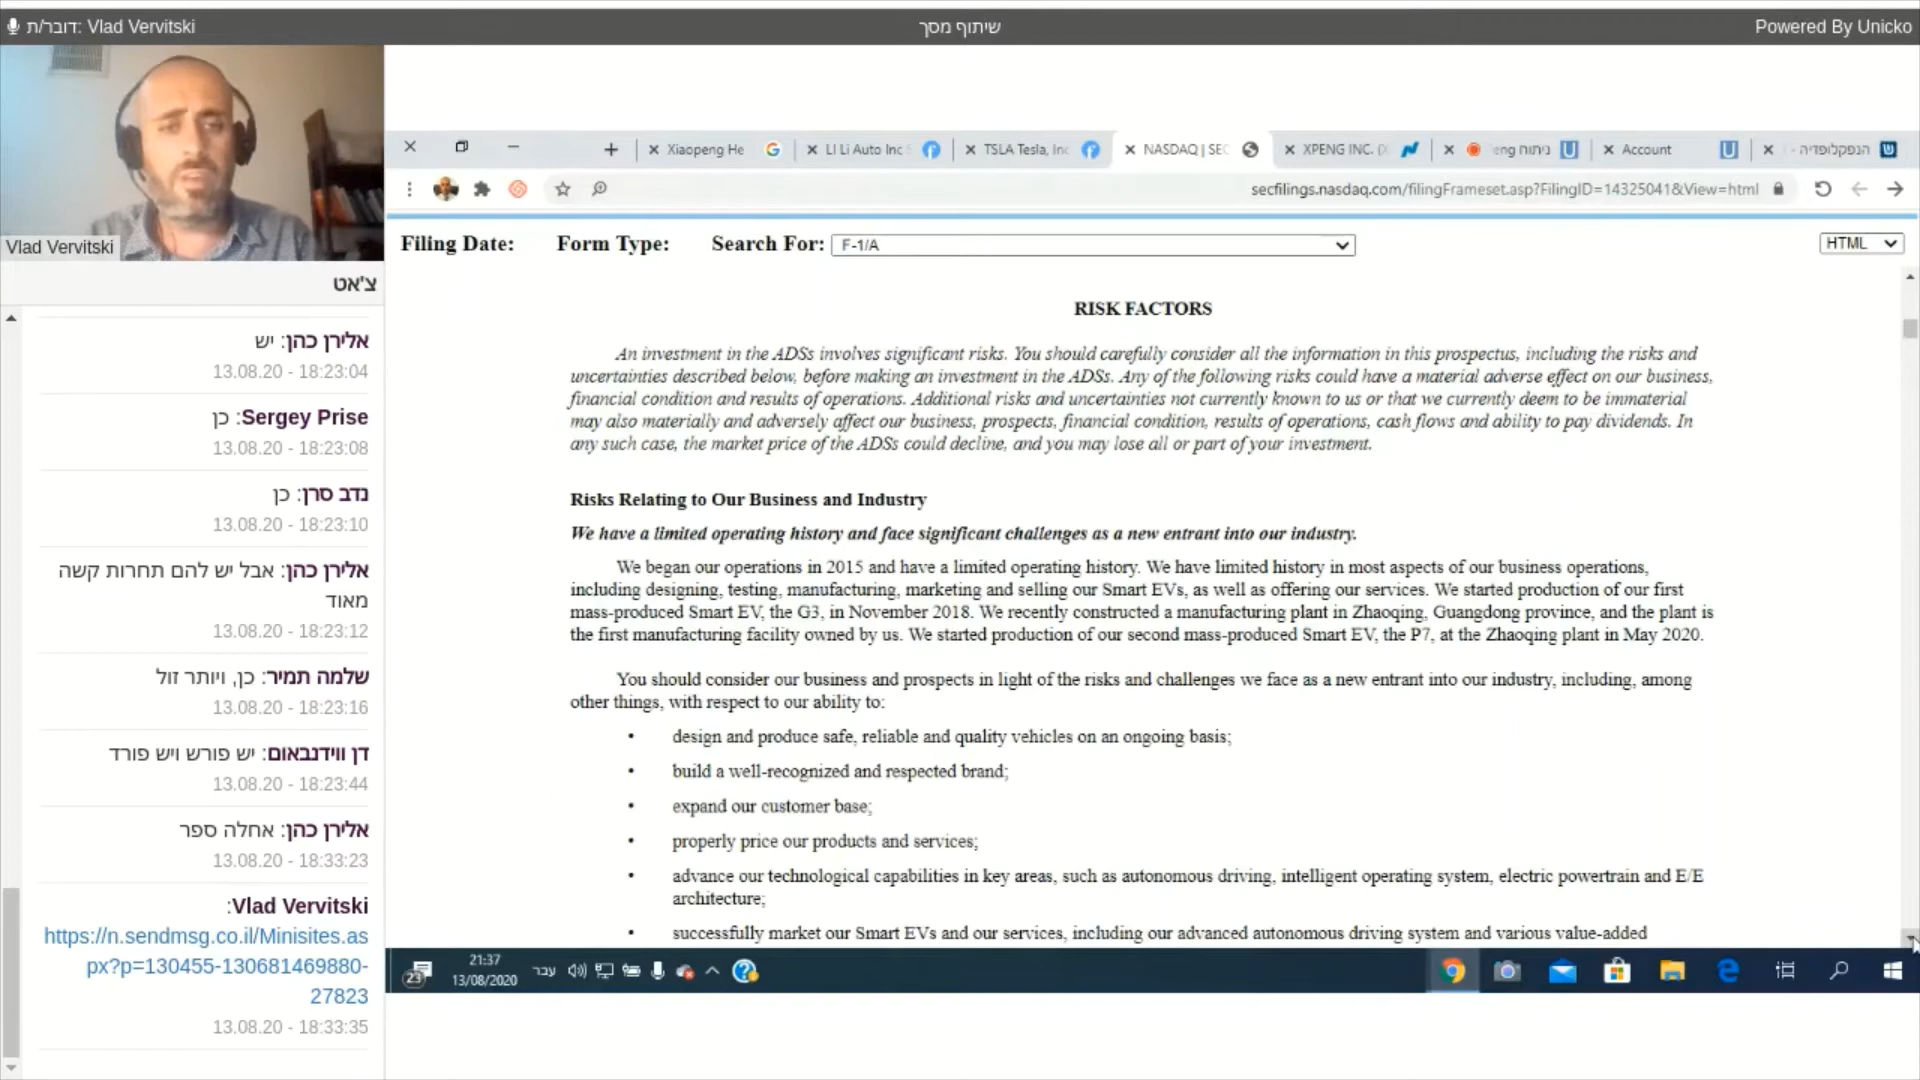 דובר/ת: Vlad Vervitski
שיתוף מסך
Powered By Unicko
Vlad Vervitski
צ'אט
אלירן כהן: יש
13.08.20 - 18:23:04
Sergey Prise: כן
13.08.20 - 18:23:08
נדב סרן: כן
13.08.20 - 18:23:10
אלירן כהן: אבל יש להם תחרות קשה
מאוד
13.08.20 - 18:23:12
שלמה תמיר: כן, ויותר זול
13.08.20 - 18:23:16
דן ווידנבאום: יש פורש ויש פורד
13.08.20 - 18:23:44
אלירן כהן: אחלה ספר
13.08.20 - 18:33:23
Vlad Vervitski:
https://n.sendmsg.co.il/Minisites.as
px?p=130455-130681469880-
27823
13.08.20 - 18:33:35
Xiaopeng He
LI Li Auto Inc
TSLA Tesla, Inc
NASDAQ | SEC
XPENG INC. (
ניתוח eng
Account
הנפקלופדיה -
secfilings.nasdaq.com/filingFrameset.asp?FilingID=14325041&View=html
Filing Date: Form Type: Search For: F-1/A HTML
RISK FACTORS
An investment in the ADSs involves significant risks. You should carefully consider all the information in this prospectus, including the risks and
uncertainties described below, before making an investment in the ADSs. Any of the following risks could have a material adverse effect on our business,
financial condition and results of operations. Additional risks and uncertainties not currently known to us or that we currently deem to be immaterial
may also materially and adversely affect our business, prospects, financial condition, results of operations, cash flows and ability to pay dividends. In
any such case, the market price of the ADSs could decline, and you may lose all or part of your investment.
Risks Relating to Our Business and Industry
We have a limited operating history and face significant challenges as a new entrant into our industry.
We began our operations in 2015 and have a limited operating history. We have limited history in most aspects of our business operations,
including designing, testing, manufacturing, marketing and selling our Smart EVs, as well as offering our services. We started production of our first
mass-produced Smart EV, the G3, in November 2018. We recently constructed a manufacturing plant in Zhaoqing, Guangdong province, and the plant is
the first manufacturing facility owned by us. We started production of our second mass-produced Smart EV, the P7, at the Zhaoqing plant in May 2020.
You should consider our business and prospects in light of the risks and challenges we face as a new entrant into our industry, including, among
other things, with respect to our ability to:
• design and produce safe, reliable and quality vehicles on an ongoing basis;
• build a well-recognized and respected brand;
• expand our customer base;
• properly price our products and services;
• advance our technological capabilities in key areas, such as autonomous driving, intelligent operating system, electric powertrain and E/E
architecture;
• successfully market our Smart EVs and our services, including our advanced autonomous driving system and various value-added
23
21:37
13/08/2020
עבר